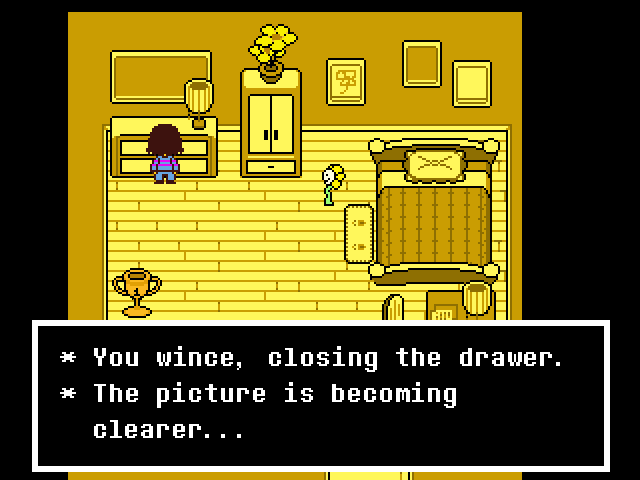 * You wince, closing the drawer.
* The picture is becoming
clearer...